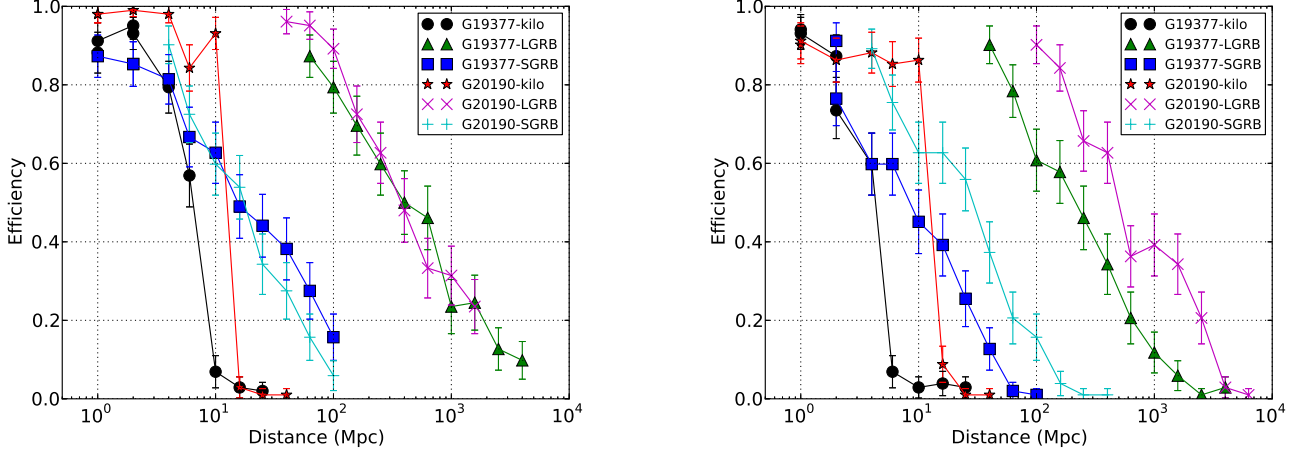 1.0
0.8
0.6
0.4
0.2
0.0
Efficiency
10^0
10^1
10^2
10^3
10^4
Distance (Mpc)
G19377-kilo
G19377-LGRB
G19377-SGRB
G20190-kilo
G20190-LGRB
G20190-SGRB
1.0
0.8
0.6
0.4
0.2
0.0
Efficiency
10^0
10^1
10^2
10^3
10^4
Distance (Mpc)
G19377-kilo
G19377-LGRB
G19377-SGRB
G20190-kilo
G20190-LGRB
G20190-SGRB